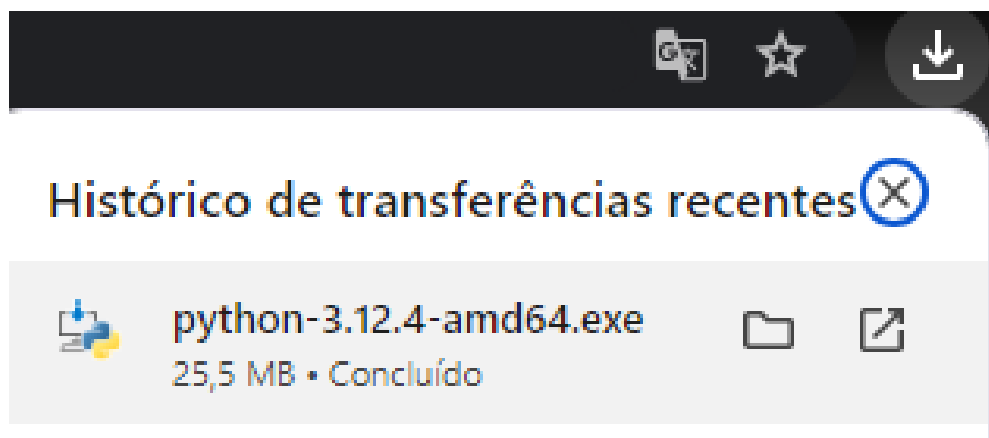 Histórico de transferências recentes
python-3.12.4-amd64.exe
25,5 MB • Concluído